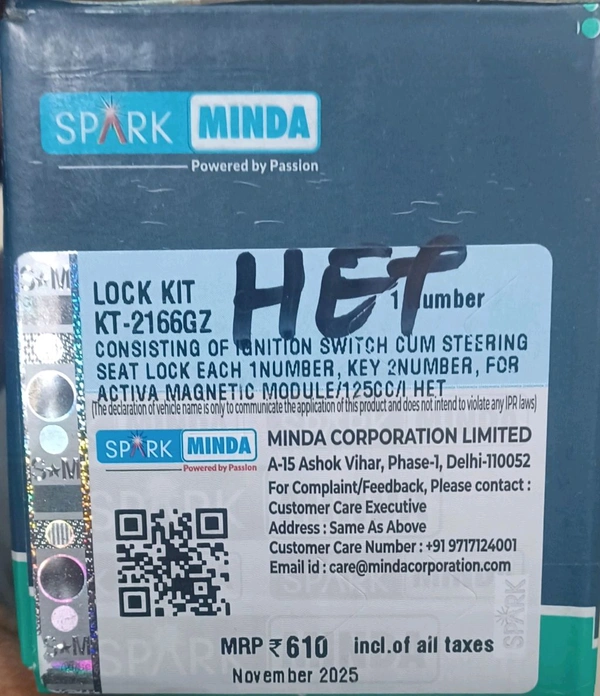 SPARK MINDA
Powered by Passion
HET
LOCK KIT
1 umber
KT-2166GZ
CONSISTING OF IGNITION SWITCH CUM STEERING
SEAT LOCK EACH 1NUMBER, KEY 2NUMBER, FOR
ACTIVA MAGNETIC MODULE/125CC/I HET
(The declaration of vehicle name is only to communicate the application of this product and does not intend to violate any IPR laws)
SPARK MINDA
Powered by Passion
MINDA CORPORATION LIMITED
A-15 Ashok Vihar, Phase-1, Delhi-110052
For Complaint/Feedback, Please contact :
Customer Care Executive
Address : Same As Above
Customer Care Number : +91 9717124001
Email id : care@mindacorporation.com
MRP ₹ 610 incl.of all taxes
November 2025
S★M
S★M
S★M
SPARK